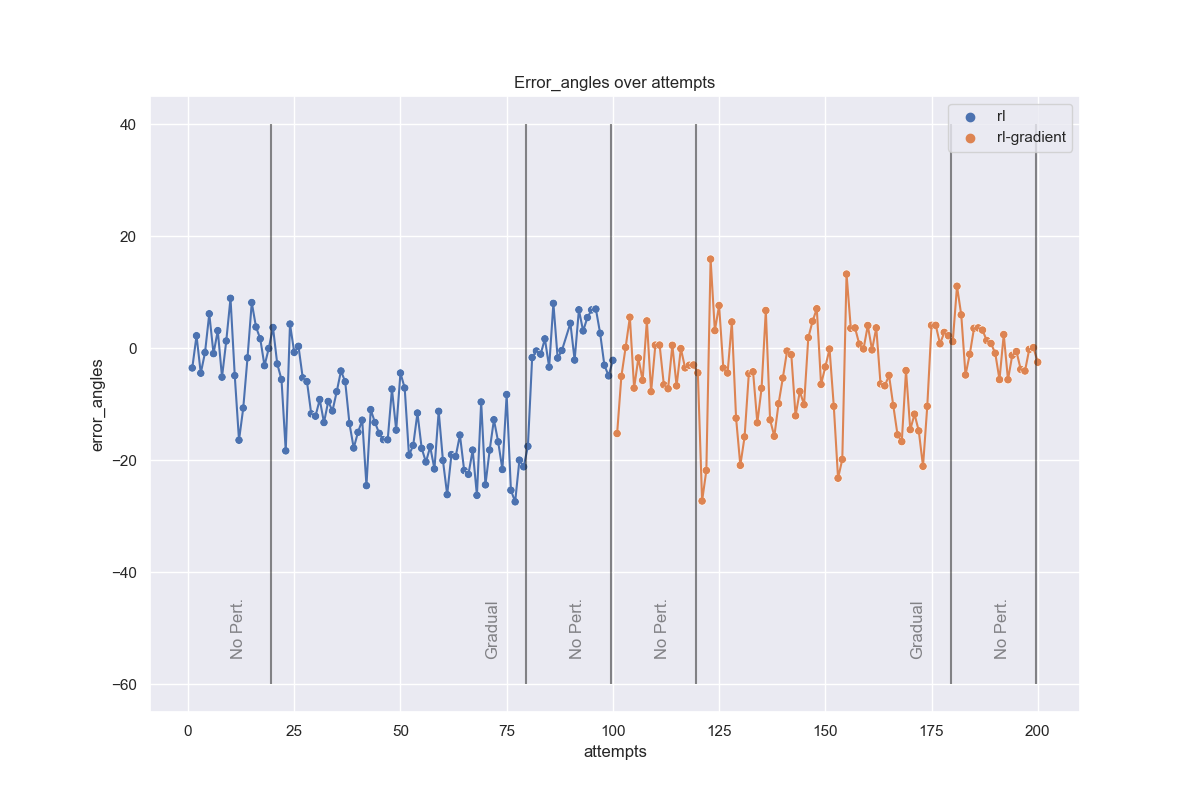 Error_angles over attempts
rl
rl-gradient
error_angles
40
20
0
−20
−40
−60
No Pert.
Gradual
No Pert.
No Pert.
Gradual
No Pert.
0
25
50
75
100
125
150
175
200
attempts